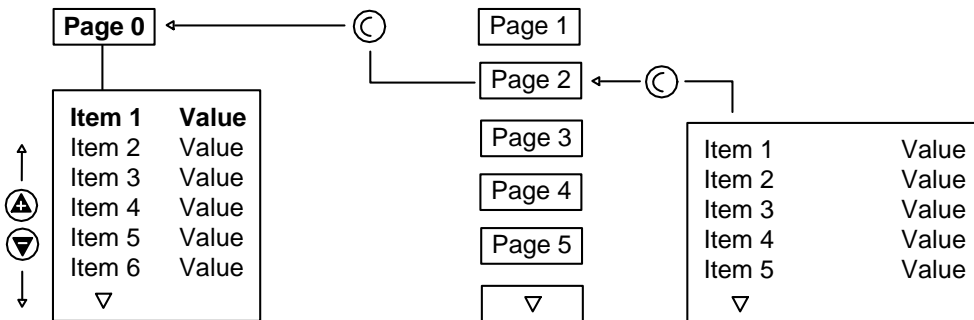 Page 0
C
Page 1
Page 2
C
Page 3
Page 4
Page 5
Item 1 Value
Item 2 Value
Item 3 Value
Item 4 Value
Item 5 Value
Item 6 Value
+
−
Item 1 Value
Item 2 Value
Item 3 Value
Item 4 Value
Item 5 Value